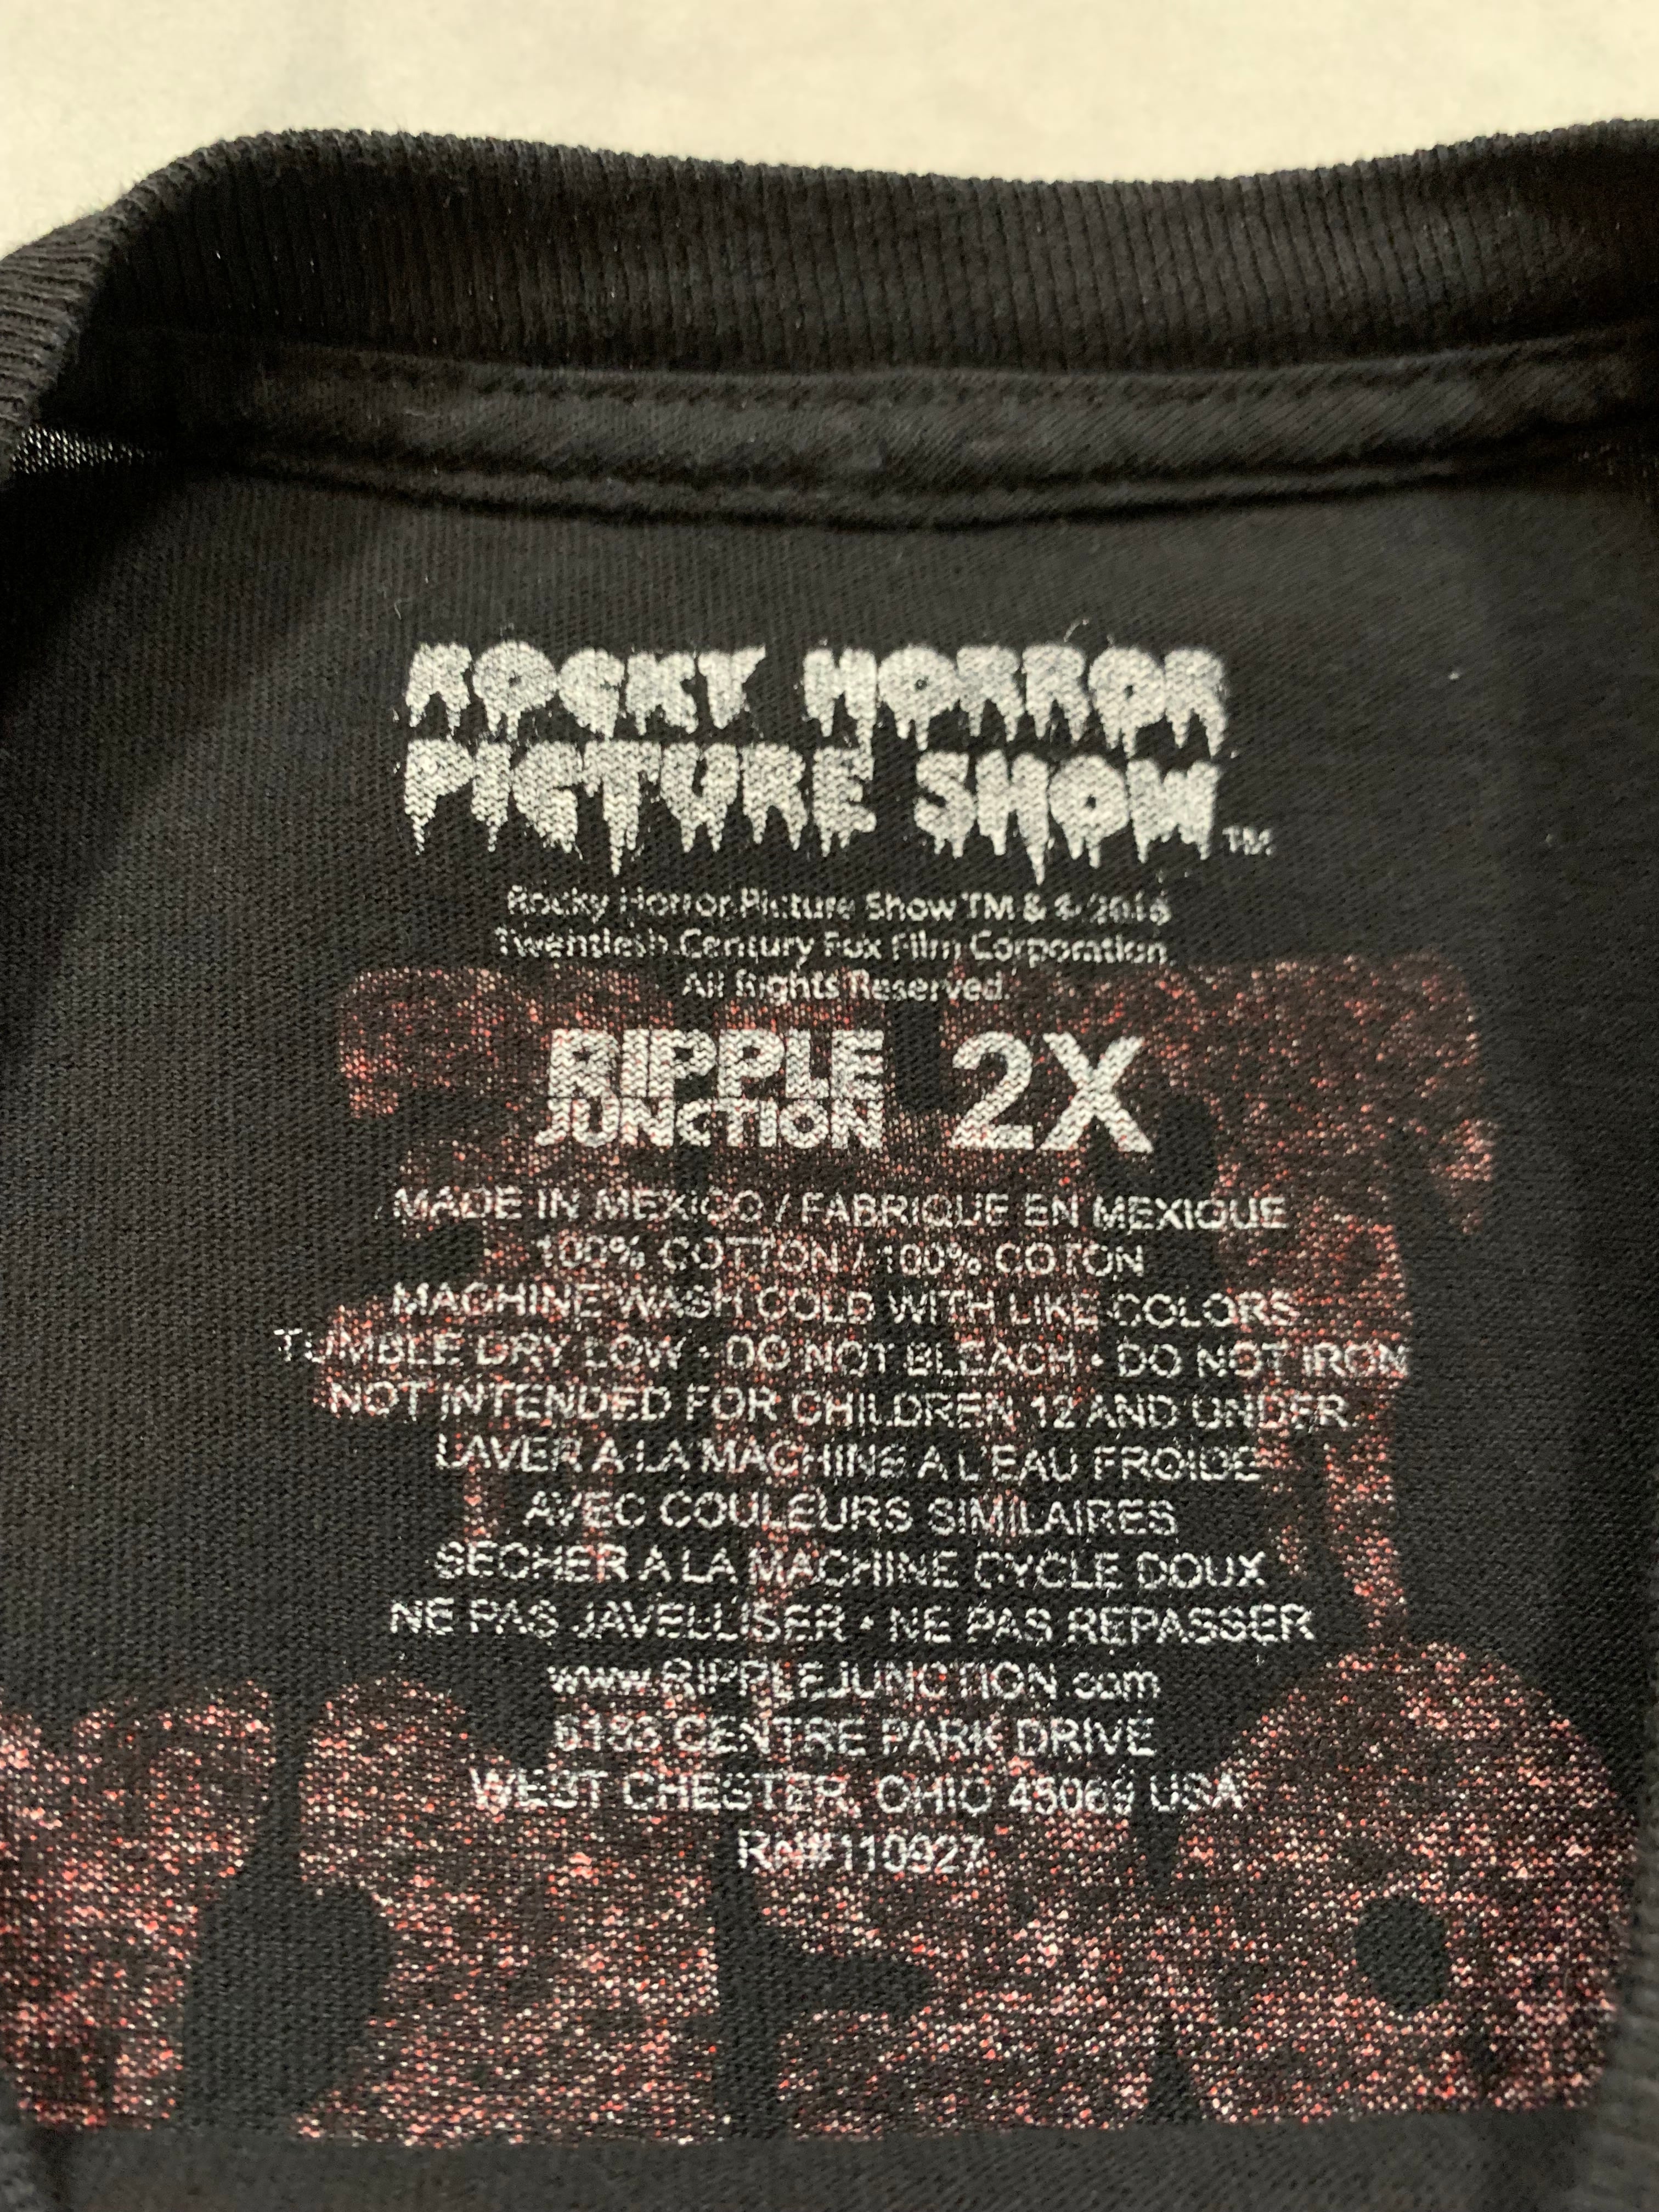 ROCKY HORROR
PICTURE SHOW™
Rocky Horror Picture Show TM & © 2016
Twentieth Century Fox Film Corporation.
All Rights Reserved.
RIPPLE JUNCTION 2X
MADE IN MEXICO / FABRIQUE EN MEXIQUE
100% COTTON / 100% COTON
MACHINE WASH COLD WITH LIKE COLORS
TUMBLE DRY LOW • DO NOT BLEACH • DO NOT IRON
NOT INTENDED FOR CHILDREN 12 AND UNDER
LAVER A LA MACHINE A L'EAU FROIDE
AVEC COULEURS SIMILAIRES
SECHER A LA MACHINE CYCLE DOUX
NE PAS JAVELLISER • NE PAS REPASSER
www.RIPPLEJUNCTION.com
CENTRE PARK DRIVE
WEST CHESTER, OHIO 45069 USA
RN#110927